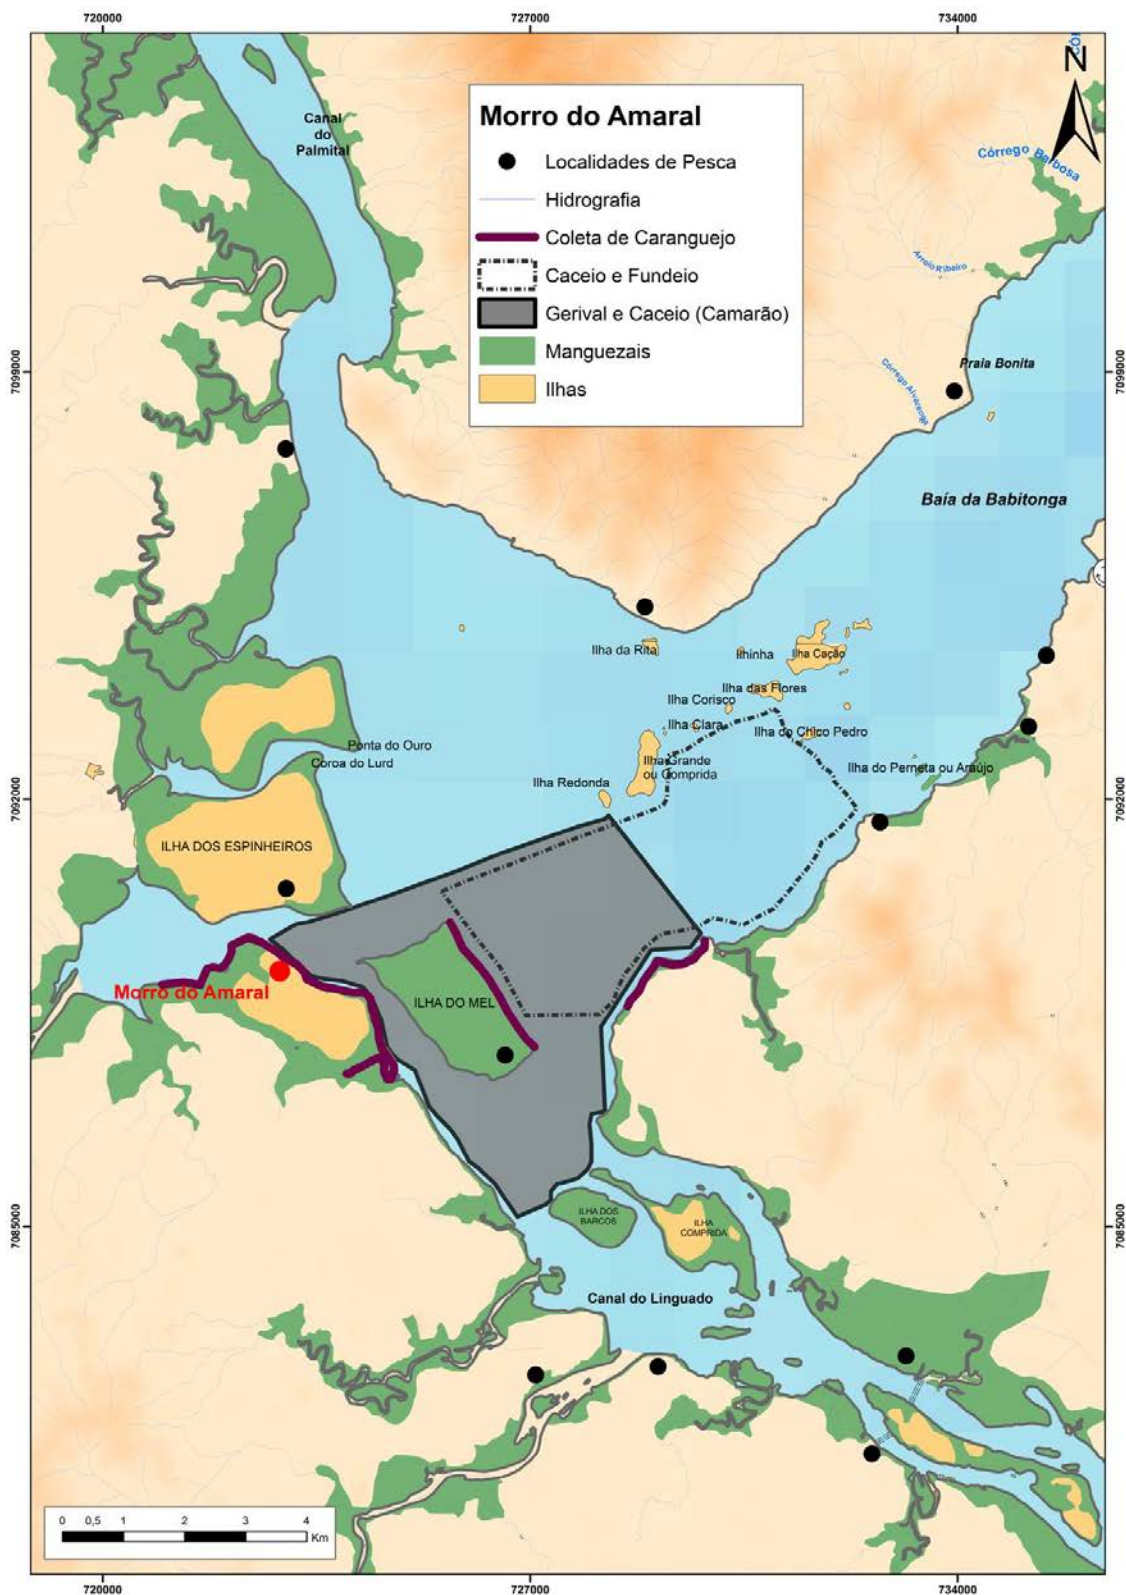 720000
727000
734000
CÓR
N
Canal
do
Palmital
Morro do Amaral
Localidades de Pesca
Hidrografia
Coleta de Caranguejo
Caceio e Fundeio
Gerival e Caceio (Camarão)
Manguezais
Ilhas
Córrego Barbosa
Arroio Ribeiro
7099000
7099000
Praia Bonita
Córrego Alvarenga
Baía da Babitonga
Ilha da Rita
Ilhinha
Ilha Cação
Ilha das Flores
Ilha Corisco
Ilha Clara
Ilha do Chico Pedro
Ponta do Ouro
Coroa do Lurd
Ilha Grande
ou Comprida
Ilha do Perneta ou Araújo
Ilha Redonda
7092000
7092000
ILHA DOS ESPINHEIROS
Morro do Amaral
ILHA DO MEL
7085000
7085000
ILHA DOS
BARCOS
ILHA
COMPRIDA
Canal do Linguado
0 0,5 1 2 3 4
Km
720000
727000
734000